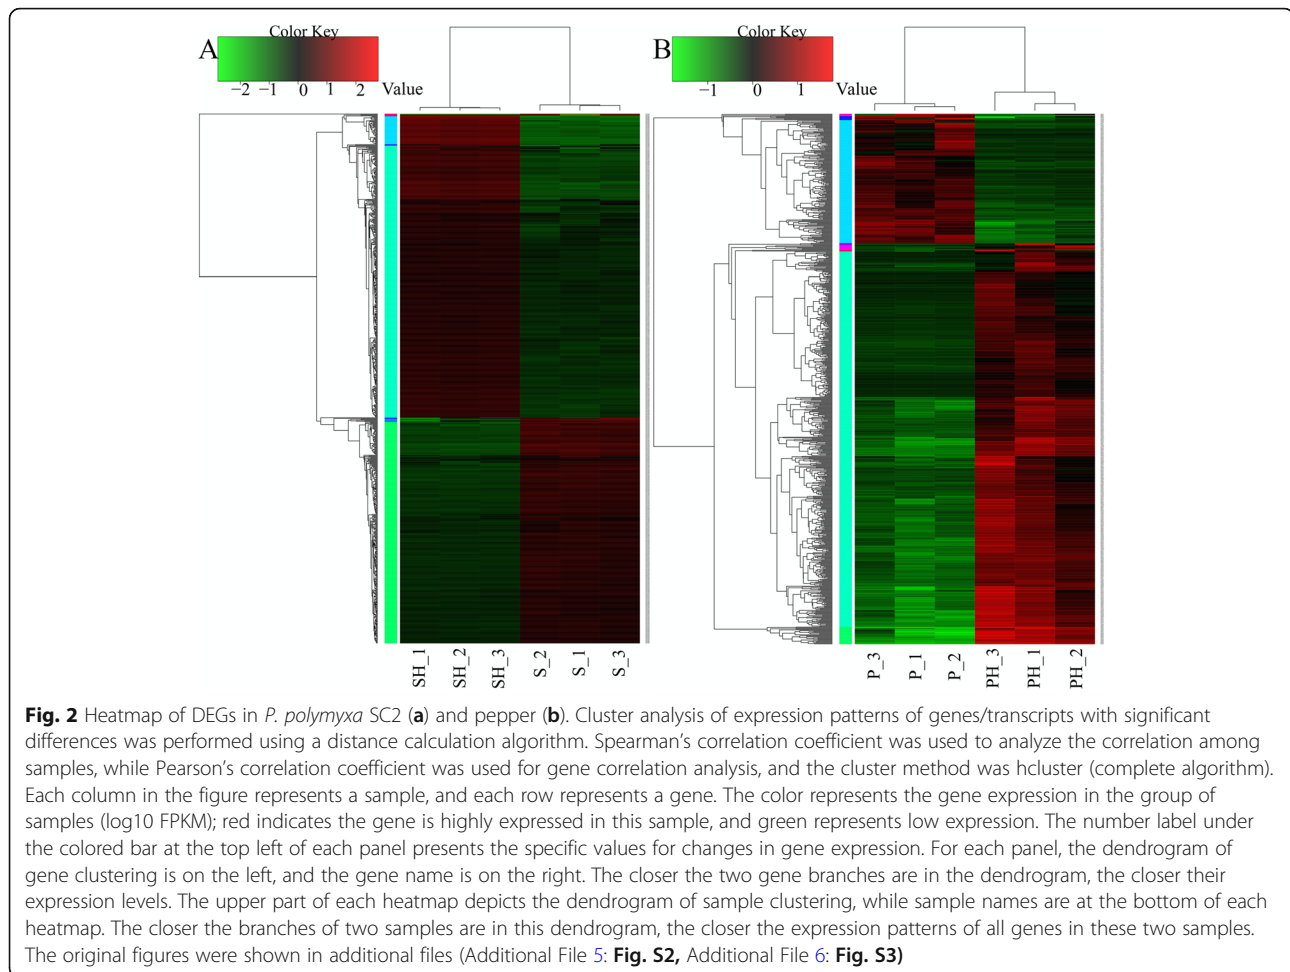 A
Color Key
−2 −1 0 1 2 Value
B
Color Key
−1 0 1 Value
SH_1 SH_2 SH_3 S_2 S_1 S_3
P_3 P_1 P_2 PH_3 PH_1 PH_2
Fig. 2 Heatmap of DEGs in P. polymyxa SC2 (a) and pepper (b). Cluster analysis of expression patterns of genes/transcripts with significant
differences was performed using a distance calculation algorithm. Spearman's correlation coefficient was used to analyze the correlation among
samples, while Pearson's correlation coefficient was used for gene correlation analysis, and the cluster method was hcluster (complete algorithm).
Each column in the figure represents a sample, and each row represents a gene. The color represents the gene expression in the group of
samples (log10 FPKM); red indicates the gene is highly expressed in this sample, and green represents low expression. The number label under
the colored bar at the top left of each panel presents the specific values for changes in gene expression. For each panel, the dendrogram of
gene clustering is on the left, and the gene name is on the right. The closer the two gene branches are in the dendrogram, the closer their
expression levels. The upper part of each heatmap depicts the dendrogram of sample clustering, while sample names are at the bottom of each
heatmap. The closer the branches of two samples are in this dendrogram, the closer the expression patterns of all genes in these two samples.
The original figures were shown in additional files (Additional File 5: Fig. S2, Additional File 6: Fig. S3)